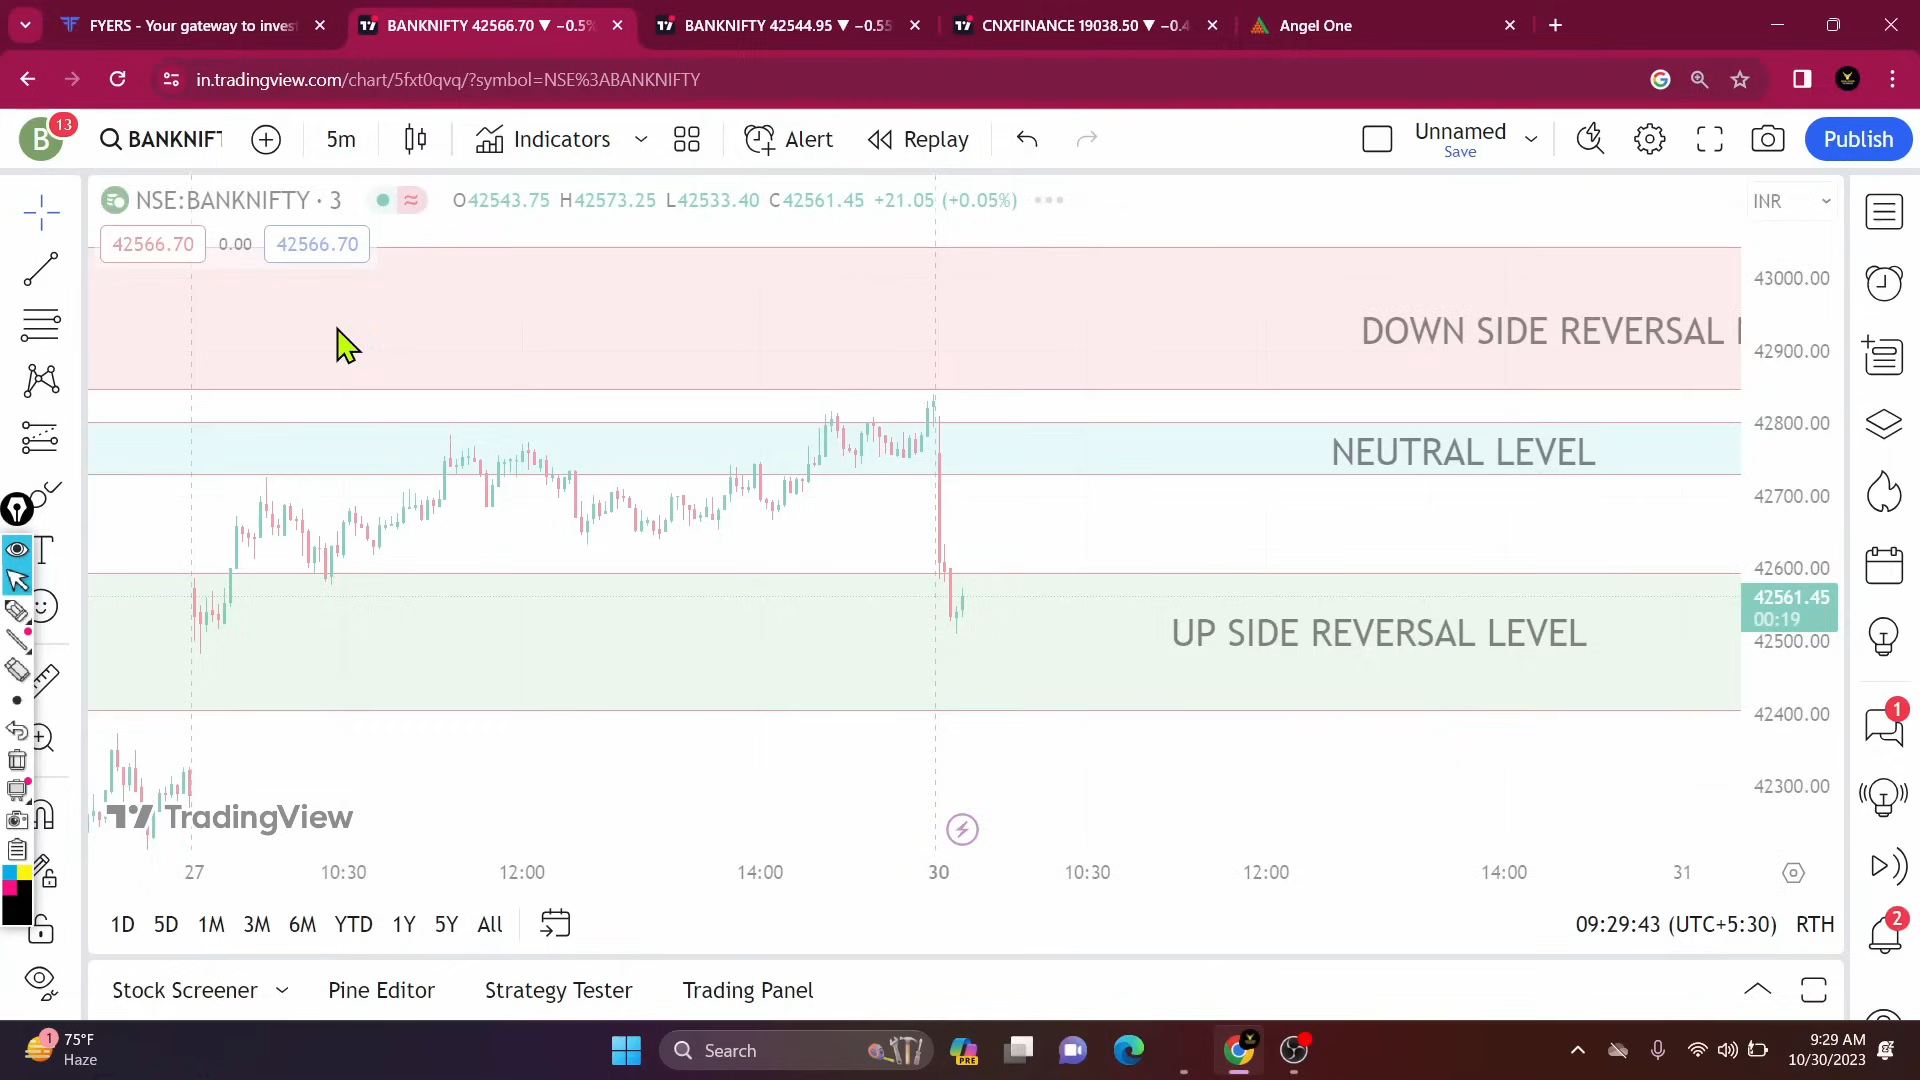 FYERS - Your gateway to invest
BANKNIFTY 42566.70 ▼ −0.5%
BANKNIFTY 42544.95 ▼ −0.55
CNXFINANCE 19038.50 ▼ −0.4
Angel One
in.tradingview.com/chart/5fxt0qvq/?symbol=NSE%3ABANKNIFTY
B 13
BANKNIFT
5m
Indicators
Alert
Replay
Unnamed
Save
Publish
NSE:BANKNIFTY · 3
O42543.75 H42573.25 L42533.40 C42561.45 +21.05 (+0.05%)
INR
42566.70 0.00 42566.70
43000.00
DOWN SIDE REVERSAL
42900.00
42800.00
NEUTRAL LEVEL
42700.00
42600.00
42561.45
00:19
UP SIDE REVERSAL LEVEL
42500.00
42400.00
42300.00
TradingView
27 10:30 12:00 14:00 30 10:30 12:00 14:00 31
1D 5D 1M 3M 6M YTD 1Y 5Y All
09:29:43 (UTC+5:30) RTH
1
2
Stock Screener Pine Editor Strategy Tester Trading Panel
1
75°F
Haze
Search
PRE
9:29 AM
10/30/2023